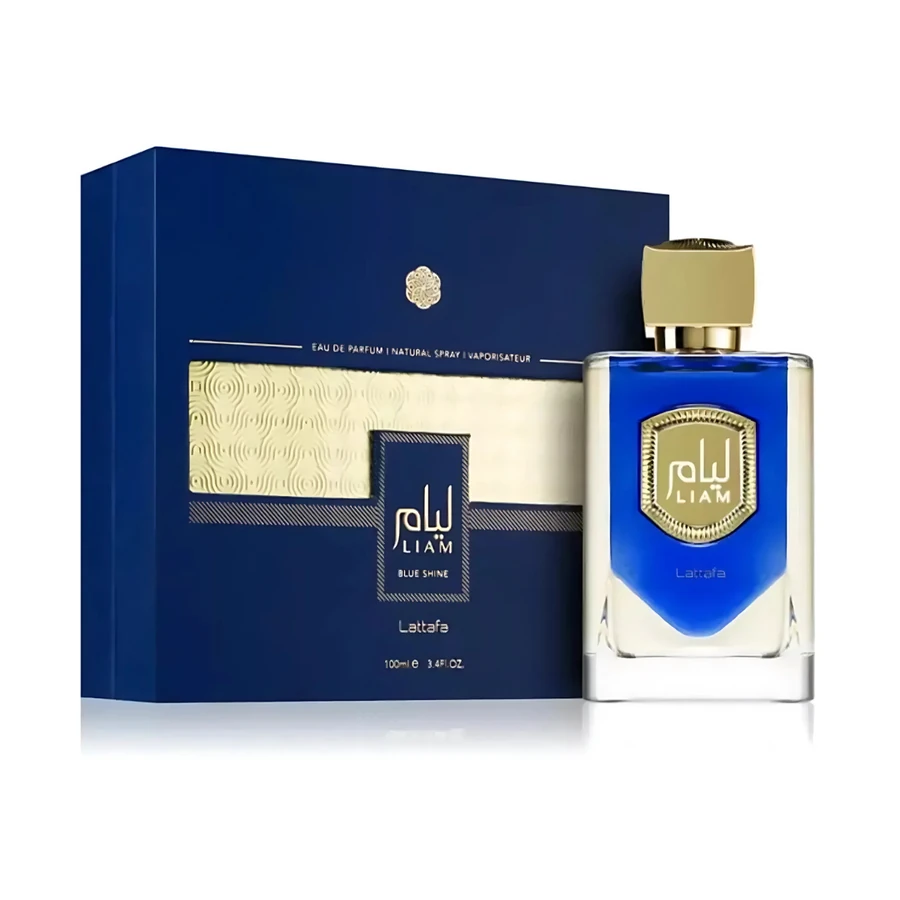 EAU DE PARFUM | NATURAL SPRAY | VAPORISATEUR
ليام
LIAM
BLUE SHINE
Lattafa
100ml.e 3.4Fl.OZ.
ليام
LIAM
Lattafa